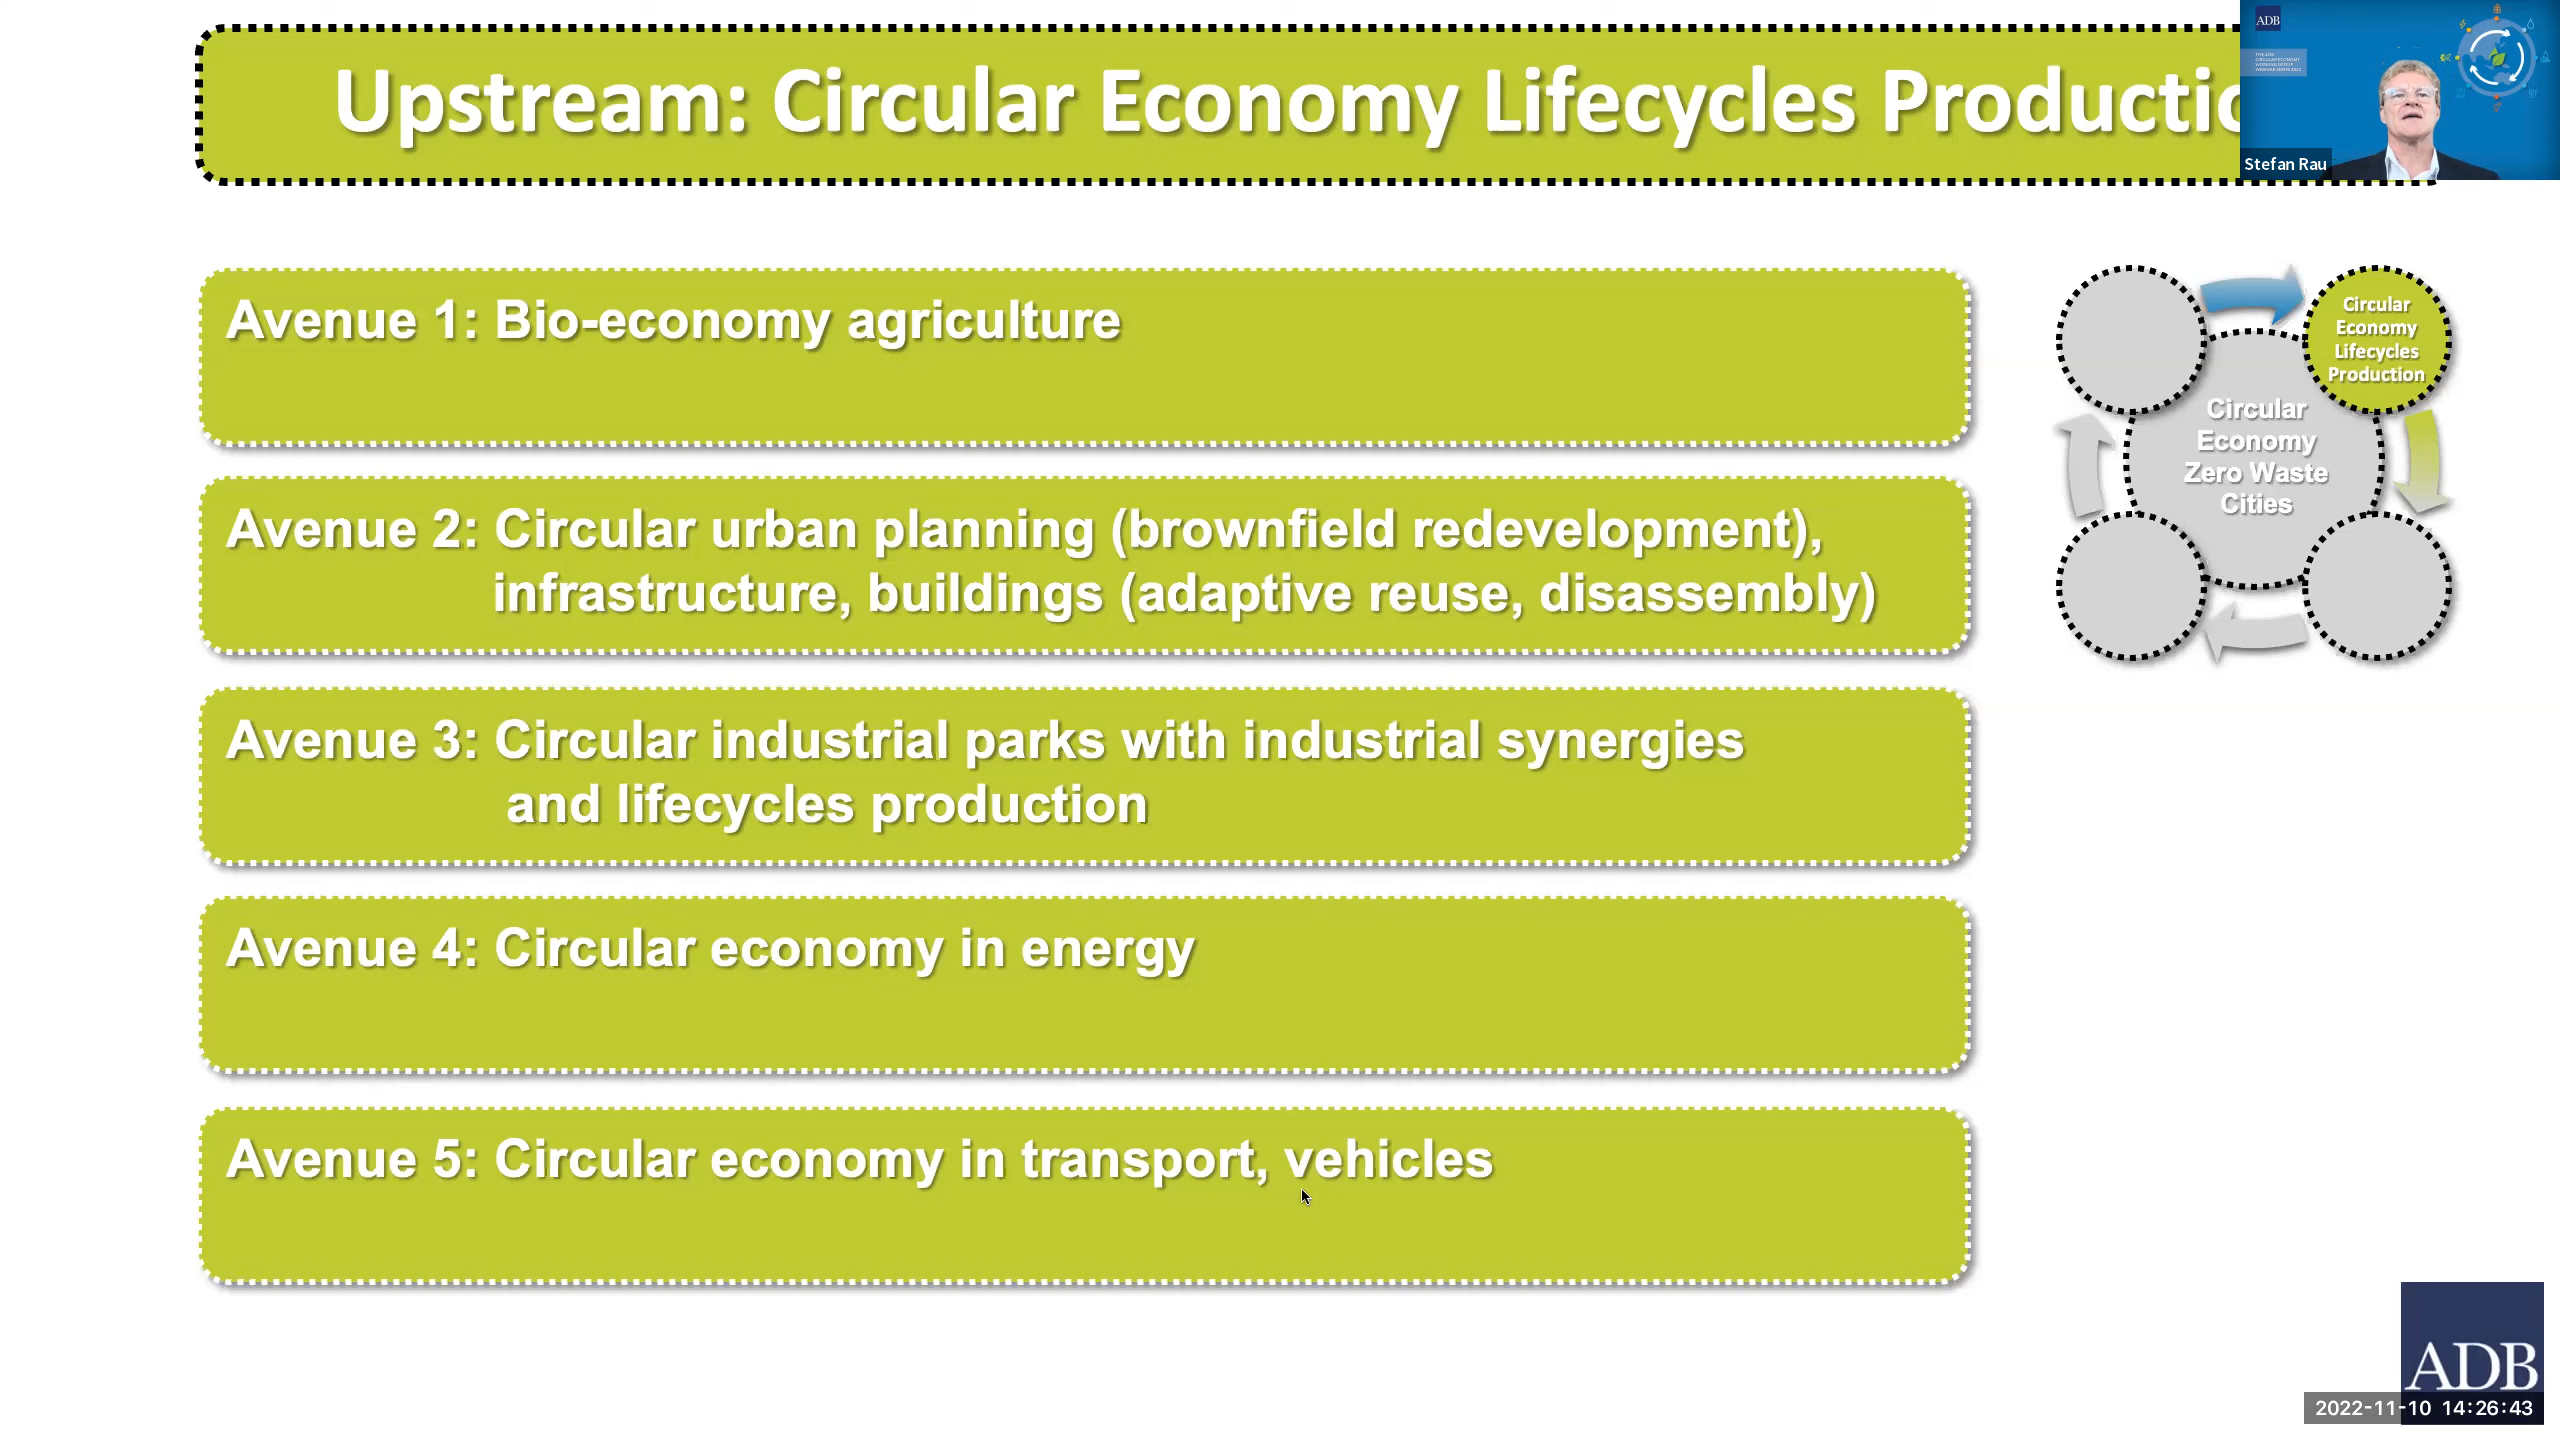 Upstream: Circular Economy Lifecycles Productio
ADB
Stefan Rau
Avenue 1: Bio-economy agriculture
Avenue 2: Circular urban planning (brownfield redevelopment),
infrastructure, buildings (adaptive reuse, disassembly)
Avenue 3: Circular industrial parks with industrial synergies
and lifecycles production
Avenue 4: Circular economy in energy
Avenue 5: Circular economy in transport, vehicles
Circular
Economy
Lifecycles
Production
Circular
Economy
Zero Waste
Cities
ADB
2022-11-10 14:26:43